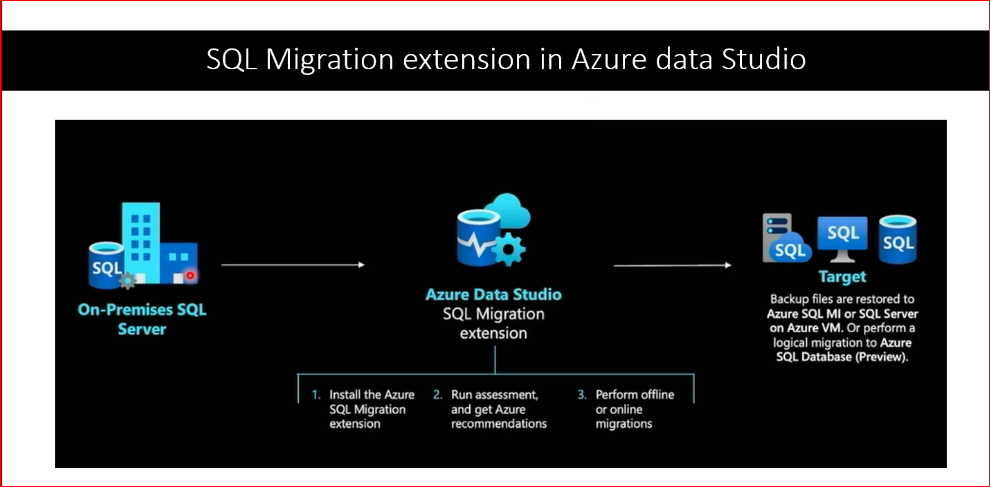 SQL Migration extension in Azure data Studio
SQL
On-Premises SQL
Server
Azure Data Studio
SQL Migration
extension
1. Install the Azure
SQL Migration
extension
2. Run assessment,
and get Azure
recommendations
3. Perform offline
or online
migrations
SQL
SQL
SQL
Target
Backup files are restored to
Azure SQL MI or SQL Server
on Azure VM. Or perform a
logical migration to Azure
SQL Database (Preview).